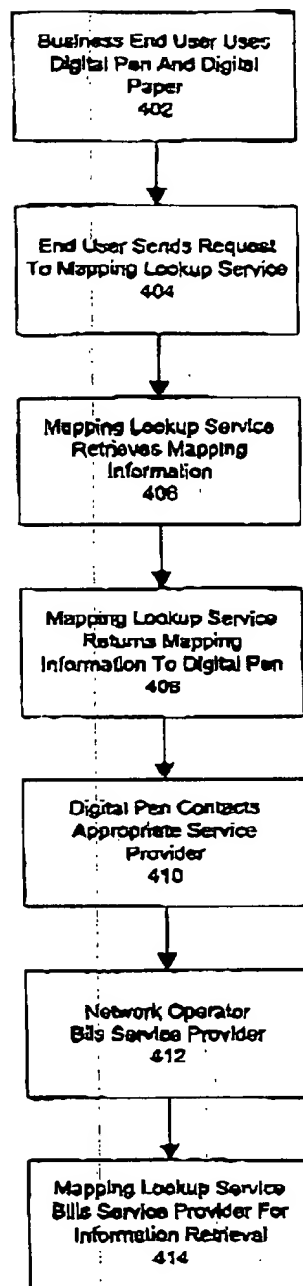 Business End User Uses
Digital Pen And Digital
Paper
402
End User Sends Request
To Mapping Lookup Service
404
Mapping Lookup Service
Retrieves Mapping
Information
406
Mapping Lookup Service
Returns Mapping
Information To Digital Pen
408
Digital Pen Contacts
Appropriate Service
Provider
410
Network Operator
Bills Service Provider
412
Mapping Lookup Service
Bills Service Provider For
Information Retrieval
414